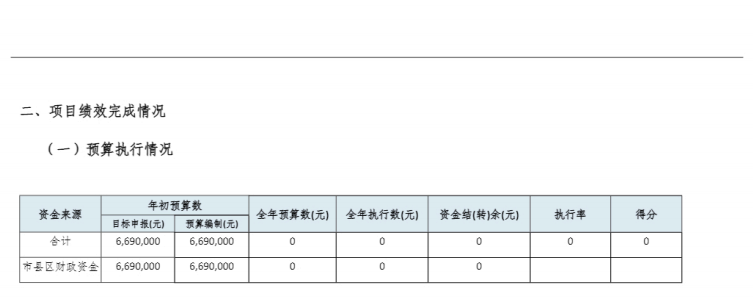 二、项目绩效完成情况
（一）预算执行情况
资金来源 年初预算数 全年预算数(元) 全年执行数(元) 资金结(转)余(元) 执行率 得分
目标申报(元) 预算编制(元)
合计 6,690,000 6,690,000 0 0 0 0 0
市县区财政资金 6,690,000 6,690,000 0 0 0